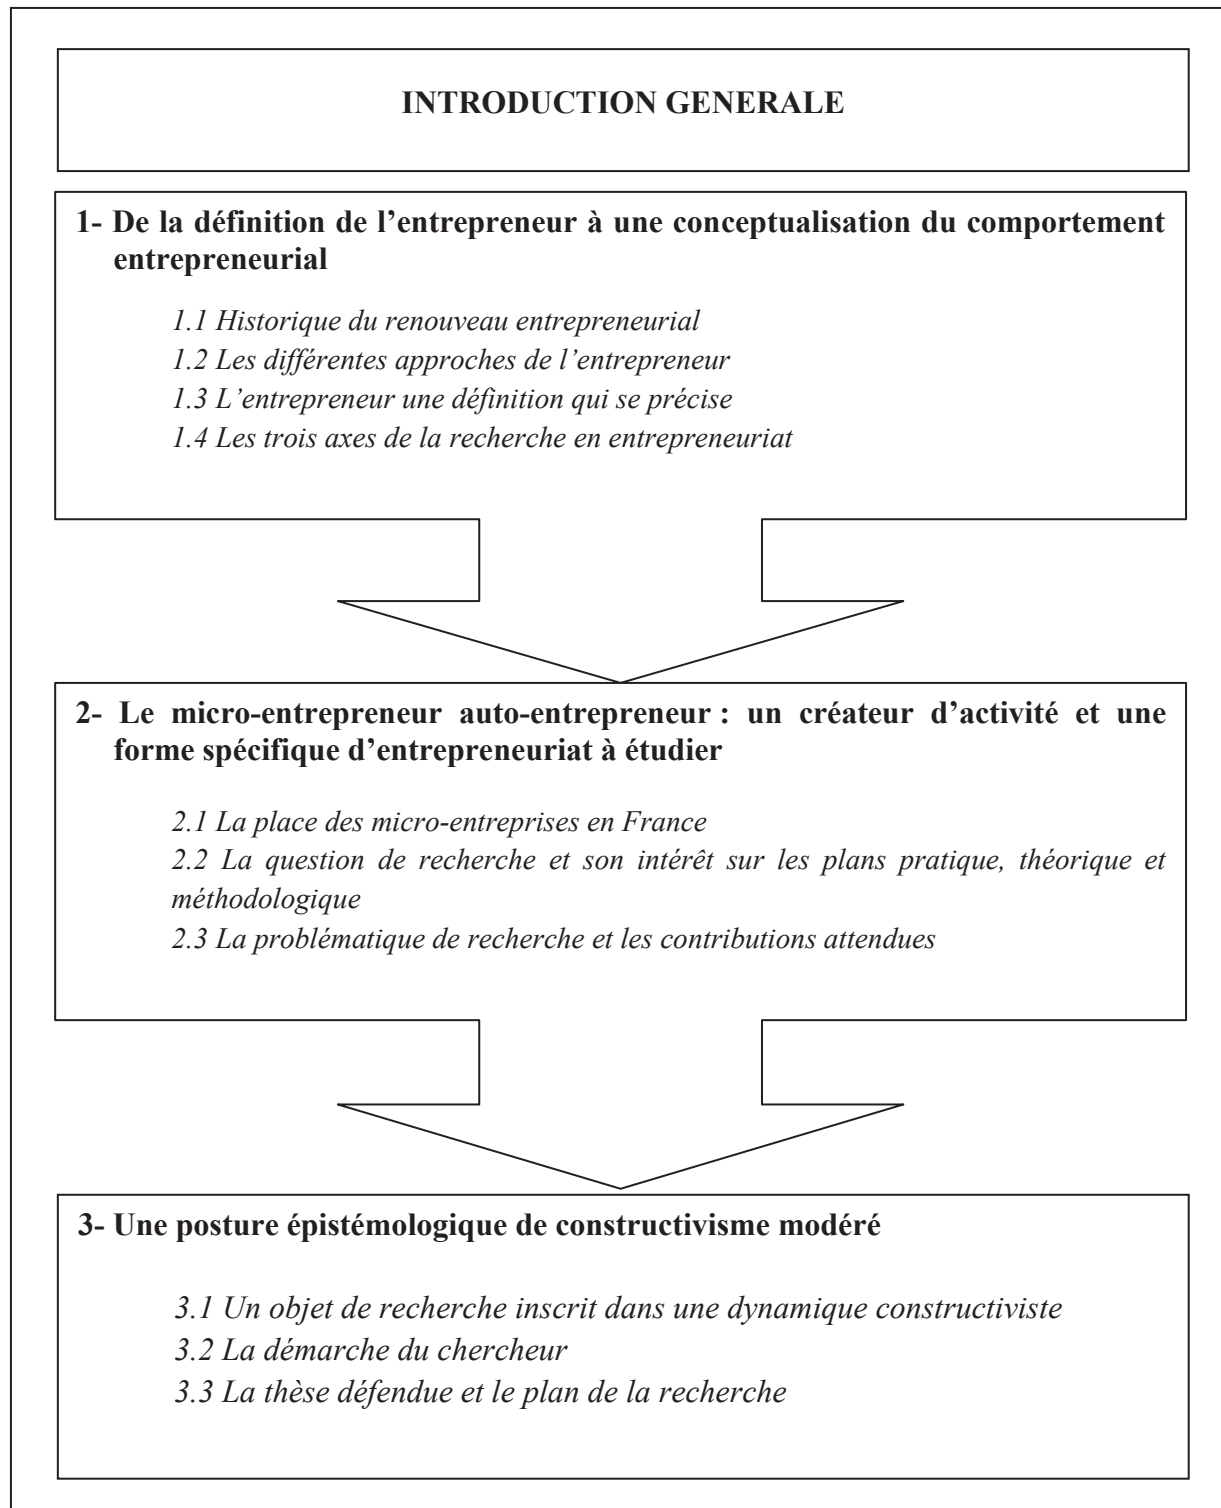 INTRODUCTION GENERALE
1- De la définition de l’entrepreneur à une conceptualisation du comportement
entrepreneurial
1.1 Historique du renouveau entrepreneurial
1.2 Les différentes approches de l’entrepreneur
1.3 L’entrepreneur une définition qui se précise
1.4 Les trois axes de la recherche en entrepreneuriat
2- Le micro-entrepreneur auto-entrepreneur : un créateur d’activité et une
forme spécifique d’entrepreneuriat à étudier
2.1 La place des micro-entreprises en France
2.2 La question de recherche et son intérêt sur les plans pratique, théorique et
méthodologique
2.3 La problématique de recherche et les contributions attendues
3- Une posture épistémologique de constructivisme modéré
3.1 Un objet de recherche inscrit dans une dynamique constructiviste
3.2 La démarche du chercheur
3.3 La thèse défendue et le plan de la recherche